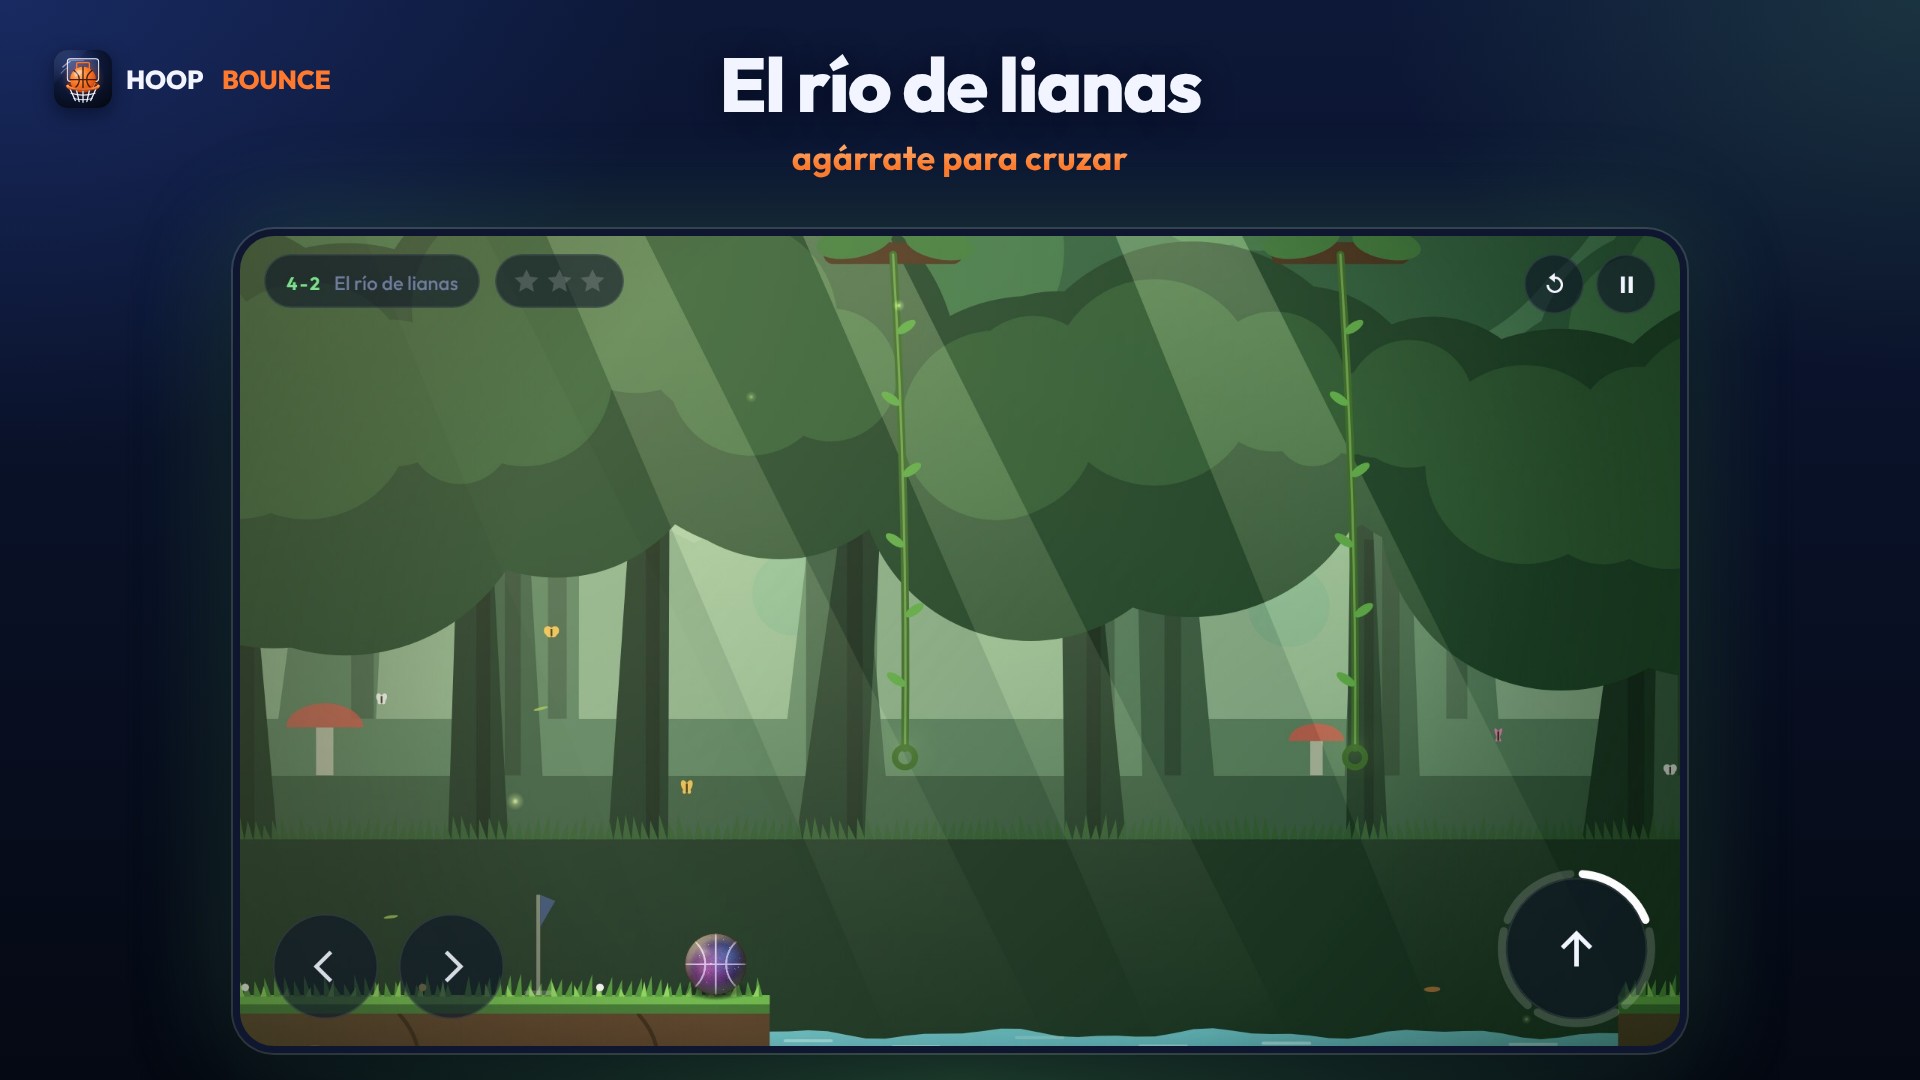 HOOP BOUNCE
El río de lianas
agárrate para cruzar
4-2 El río de lianas